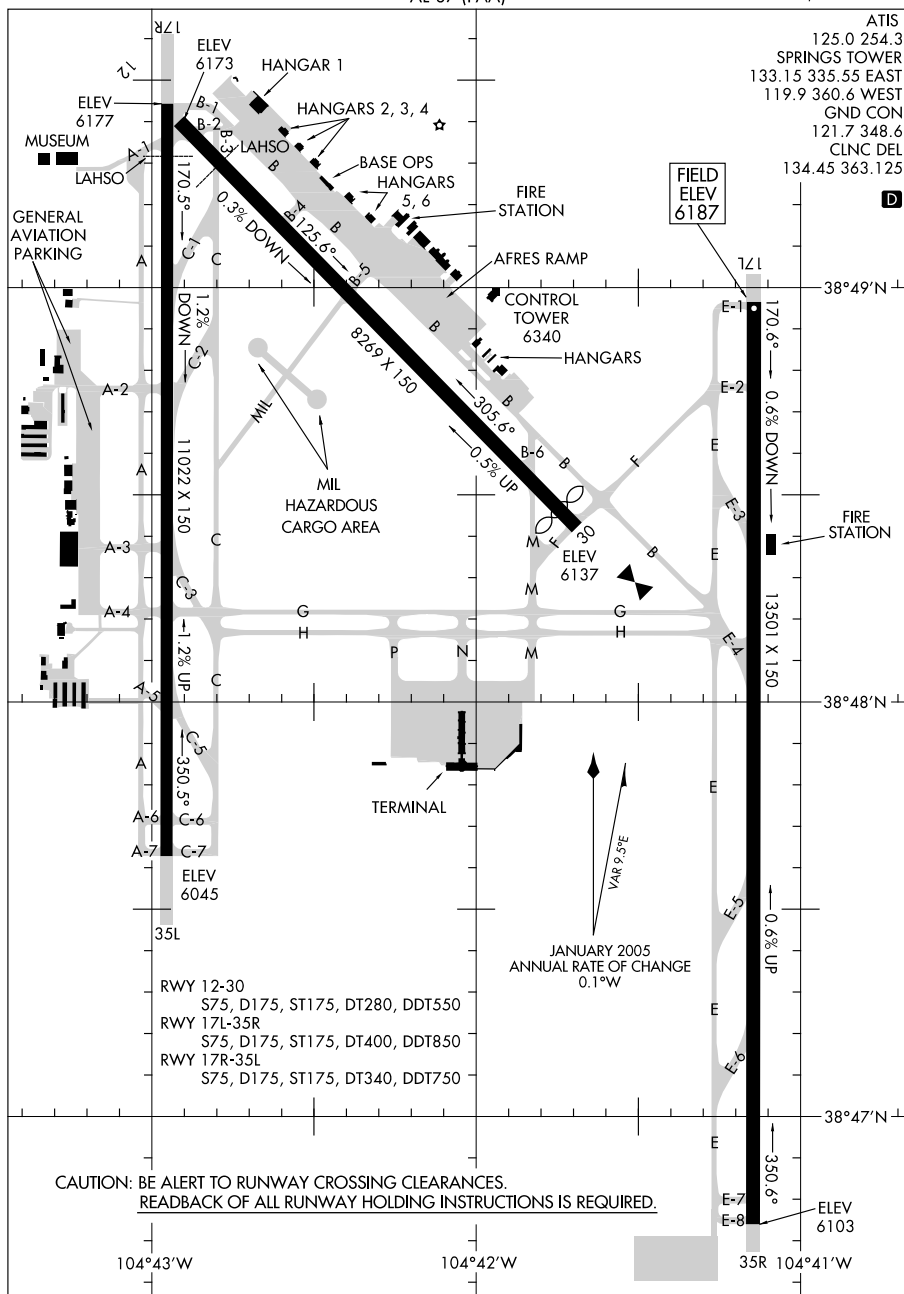 AL-87 (FAA)
ATIS
125.0 254.3
SPRINGS TOWER
133.15 335.55 EAST
119.9 360.6 WEST
GND CON
121.7 348.6
CLNC DEL
134.45 363.125
D
17R
12
ELEV
6173
HANGAR 1
ELEV
6177
B-1
B-2
HANGARS 2, 3, 4
MUSEUM
A-1
LAHSO
B-3
LAHSO
B
BASE OPS
HANGARS
5, 6
FIRE
STATION
FIELD
ELEV
6187
GENERAL
AVIATION
PARKING
170.5°
0.3% DOWN
B-4
125.6°
B
B-5
AFRES RAMP
17L
A
C-1
C
38°49'N
1.2%
DOWN
C-2
8269 X 150
B
CONTROL
TOWER
6340
HANGARS
E-1
170.6°
A-2
MIL
305.6°
B
E-2
0.6% DOWN
0.5% UP
B-6
B
F
E
A
11022 X 150
MIL
HAZARDOUS
CARGO AREA
E-3
FIRE
STATION
A-3
C
M
F
30
ELEV
6137
B
E
C-3
M
13501 X 150
A-4
G
G
H
H
1.2% UP
P
N
M
E-4
C
A-5
38°48'N
C-5
350.5°
A
TERMINAL
E
A-6
C-6
A-7
C-7
VAR 9.5°E
ELEV
6045
E-5
0.6% UP
35L
JANUARY 2005
ANNUAL RATE OF CHANGE
0.1°W
RWY 12-30
S75, D175, ST175, DT280, DDT550
RWY 17L-35R
S75, D175, ST175, DT400, DDT850
RWY 17R-35L
S75, D175, ST175, DT340, DDT750
E
E-6
38°47'N
E
CAUTION: BE ALERT TO RUNWAY CROSSING CLEARANCES.
READBACK OF ALL RUNWAY HOLDING INSTRUCTIONS IS REQUIRED.
350.6°
E-7
E-8
ELEV
6103
104°43'W
104°42'W
35R
104°41'W